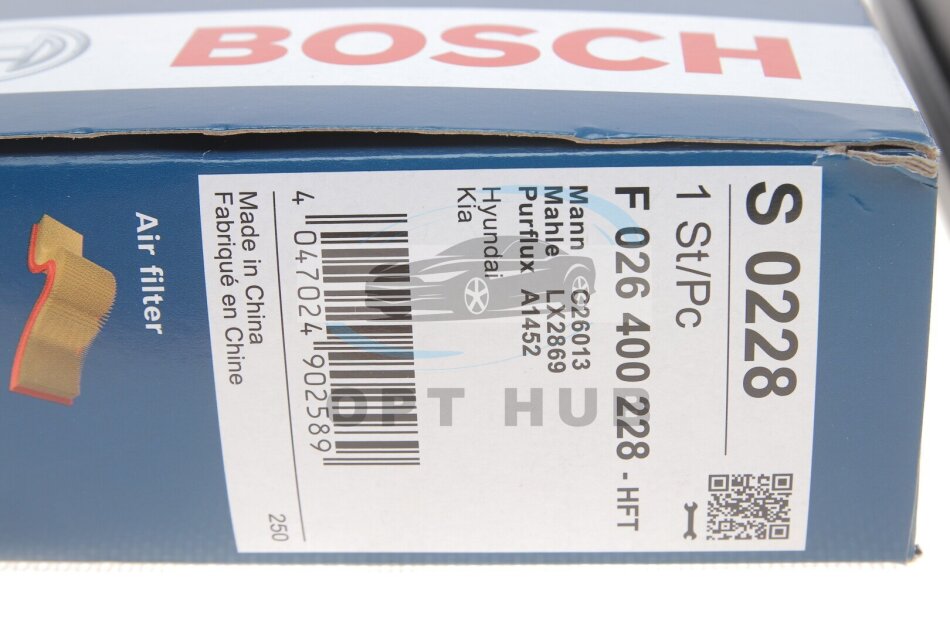 BOSCH
S 0228
1 St/Pc
F 026 400 228 - HFT
Mann C26013
Mahle LX2869
Purflux A1452
Hyundai
Kia
4 047024 902589
Made in China
Fabriqué en Chine
250
Air filter
OPT HUB